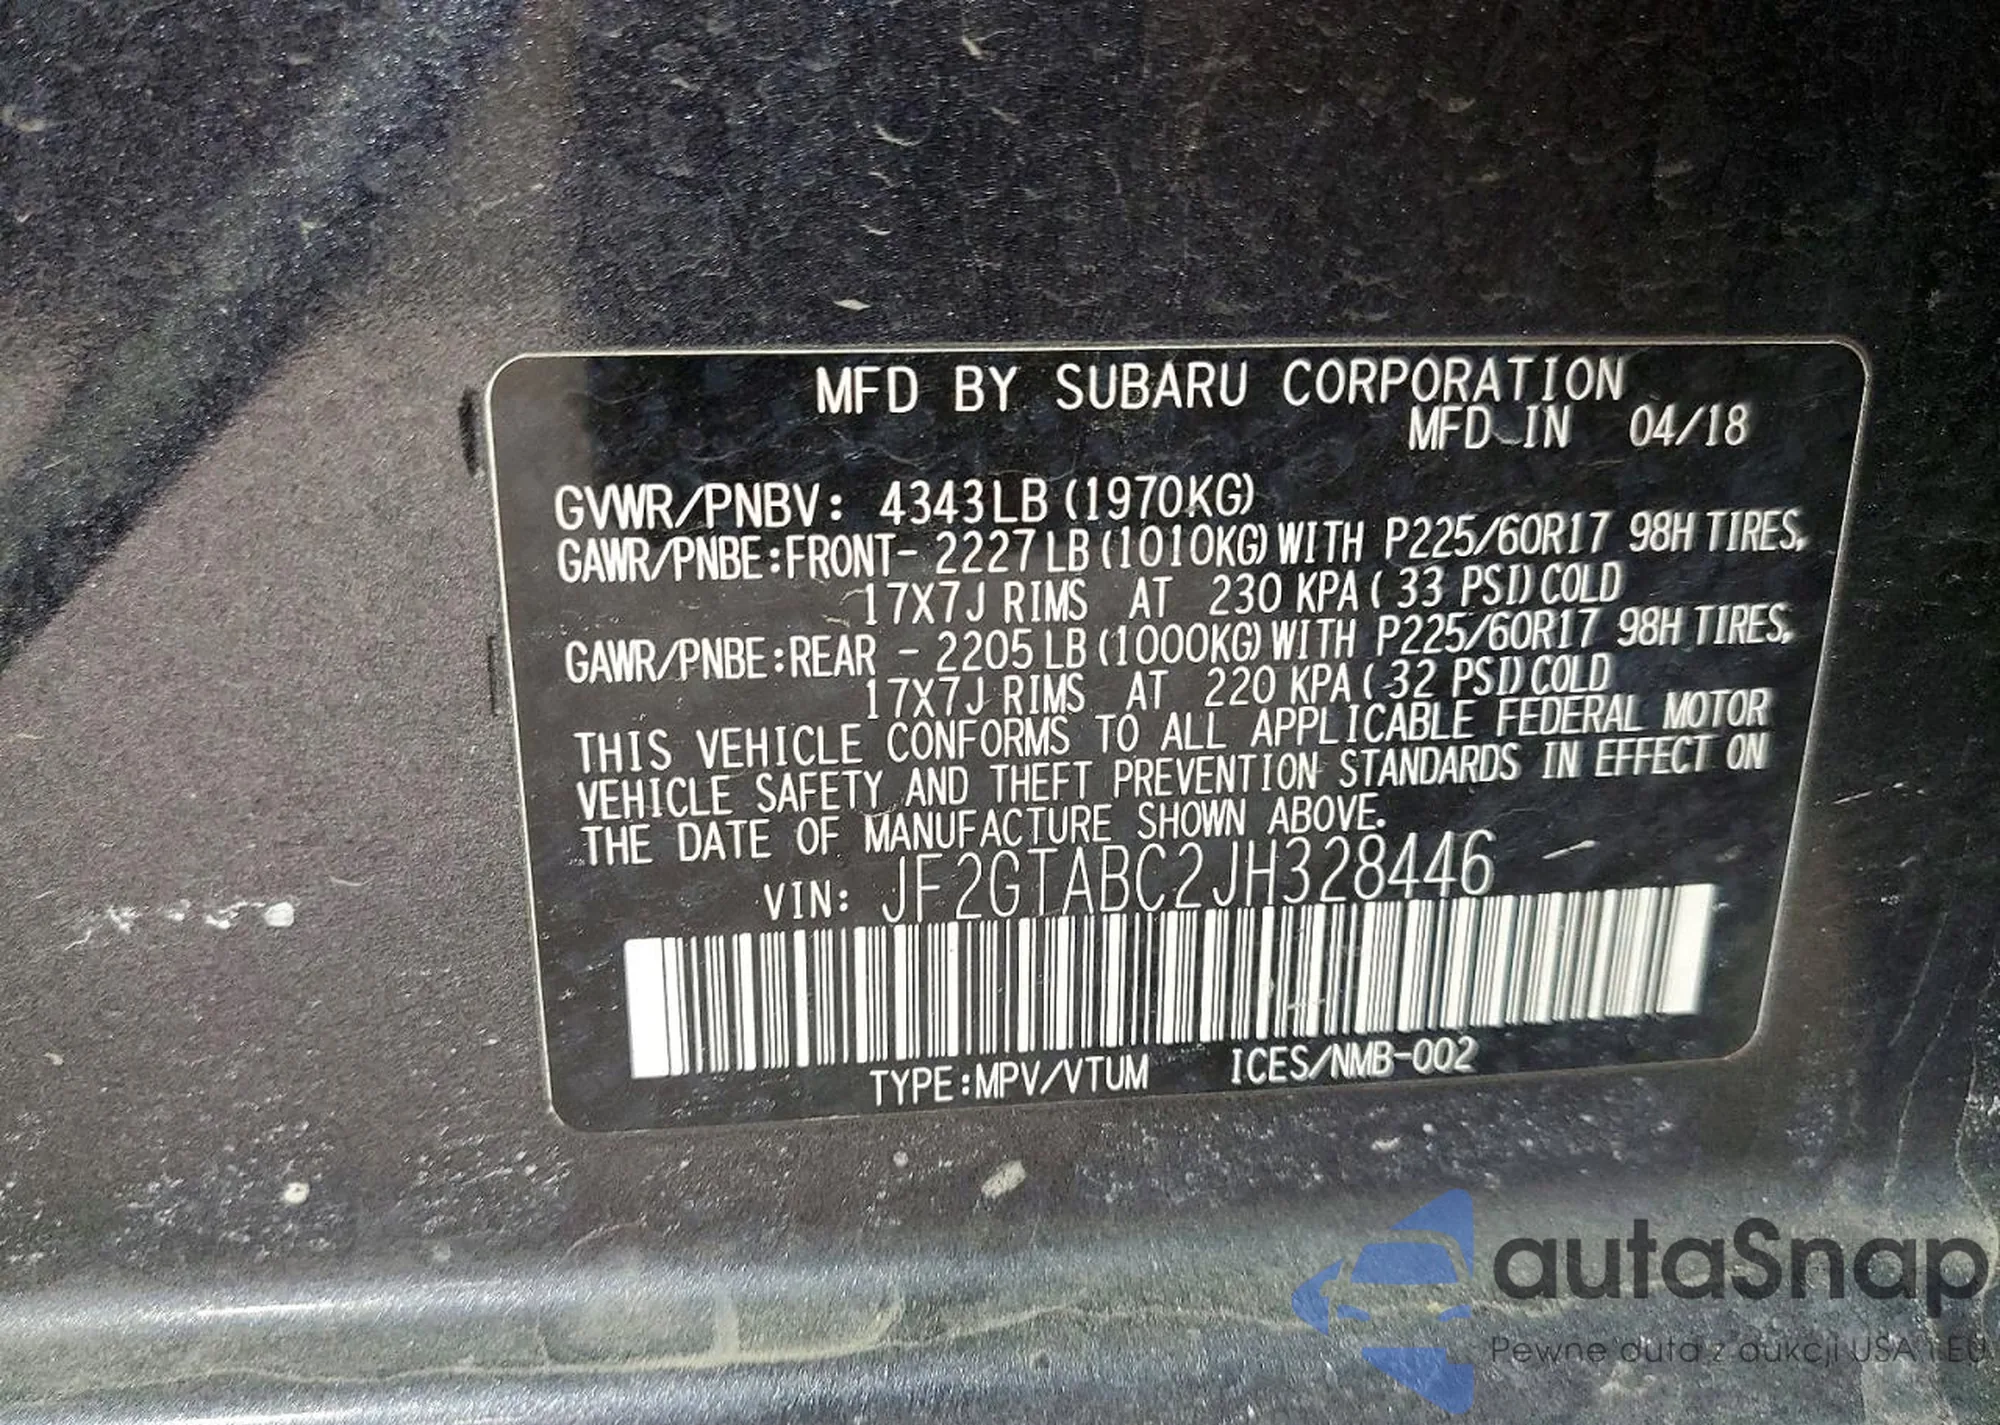 MFD BY SUBARU CORPORATION
MFD IN 04/18
GVWR/PNBV: 4343LB (1970KG)
GAWR/PNBE:FRONT- 2227LB (1010KG) WITH P225/60R17 98H TIRES,
17X7J RIMS AT 230 KPA ( 33 PSI) COLD
GAWR/PNBE:REAR - 2205LB (1000KG) WITH P225/60R17 98H TIRES,
17X7J RIMS AT 220 KPA ( 32 PSI) COLD
THIS VEHICLE CONFORMS TO ALL APPLICABLE FEDERAL MOTOR
VEHICLE SAFETY AND THEFT PREVENTION STANDARDS IN EFFECT ON
THE DATE OF MANUFACTURE SHOWN ABOVE.
VIN: JF2GTABC2JH328446
TYPE:MPV/VTUM ICES/NMB-002
autaSnap
Pewne auta z aukcji USA i EU